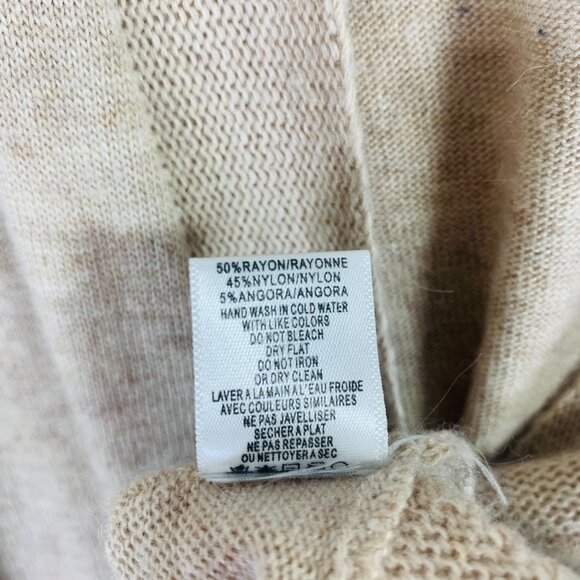 50%RAYON/RAYONNE
45%NYLON/NYLON
5%ANGORA/ANGORA
HAND WASH IN COLD WATER
WITH LIKE COLORS
DO NOT BLEACH
DRY FLAT
DO NOT IRON
OR DRY CLEAN
LAVER A LA MAIN A L'EAU FROIDE
AVEC COULEURS SIMILAIRES
NE PAS JAVELLISER
SECHER A PLAT
NE PAS REPASSER
OU NETTOYER A SEC